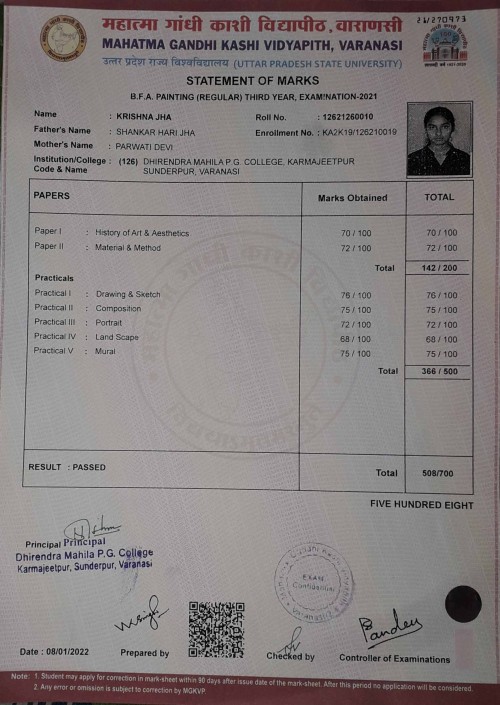 21/270973
महात्मा गांधी काशी विद्यापीठ, वाराणसी
MAHATMA GANDHI KASHI VIDYAPITH, VARANASI
उत्तर प्रदेश राज्य विश्वविद्यालय (UTTAR PRADESH STATE UNIVERSITY)
STATEMENT OF MARKS
B.F.A. PAINTING (REGULAR) THIRD YEAR, EXAMINATION-2021
Name : KRISHNA JHA Roll No. : 12621260010
Father's Name : SHANKAR HARI JHA Enrollment No. : KA2K19/126210019
Mother's Name : PARWATI DEVI
Institution/College : (126) DHIRENDRA MAHILA P.G. COLLEGE, KARMAJEETPUR
Code & Name SUNDERPUR, VARANASI
PAPERS Marks Obtained TOTAL
Paper I : History of Art & Aesthetics 70 / 100 70 / 100
Paper II : Material & Method 72 / 100 72 / 100
Total 142 / 200
Practicals
Practical I : Drawing & Sketch 76 / 100 76 / 100
Practical II : Composition 75 / 100 75 / 100
Practical III : Portrait 72 / 100 72 / 100
Practical IV : Land Scape 68 / 100 68 / 100
Practical V : Mural 75 / 100 75 / 100
Total 366 / 500
RESULT : PASSED Total 508/700
FIVE HUNDRED EIGHT
Principal Principal
Dhirendra Mahila P.G. College
Karmajeetpur, Sunderpur, Varanasi
EXAM
Confidential
Pandey
Date : 08/01/2022 Prepared by Checked by Controller of Examinations
Note: 1. Student may apply for correction in mark-sheet within 90 days after issue date of the mark-sheet. After this period no application will be considered.
2. Any error or omission is subject to correction by MGKVP.